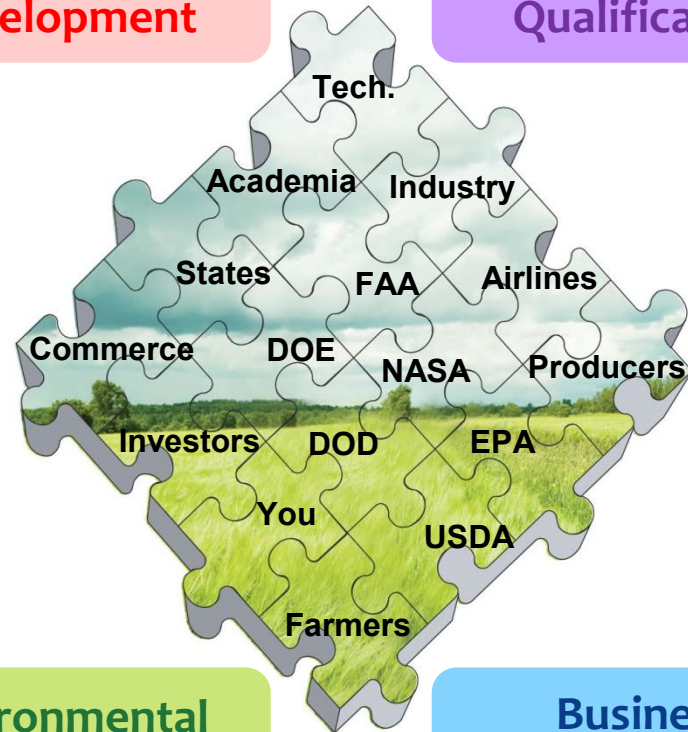 elopment
Qualifica
Tech.
Academia
Industry
States
FAA
Airlines
Commerce
DOE
NASA
Producers
Investors
DOD
EPA
You
USDA
Farmers
ronmental
Busine